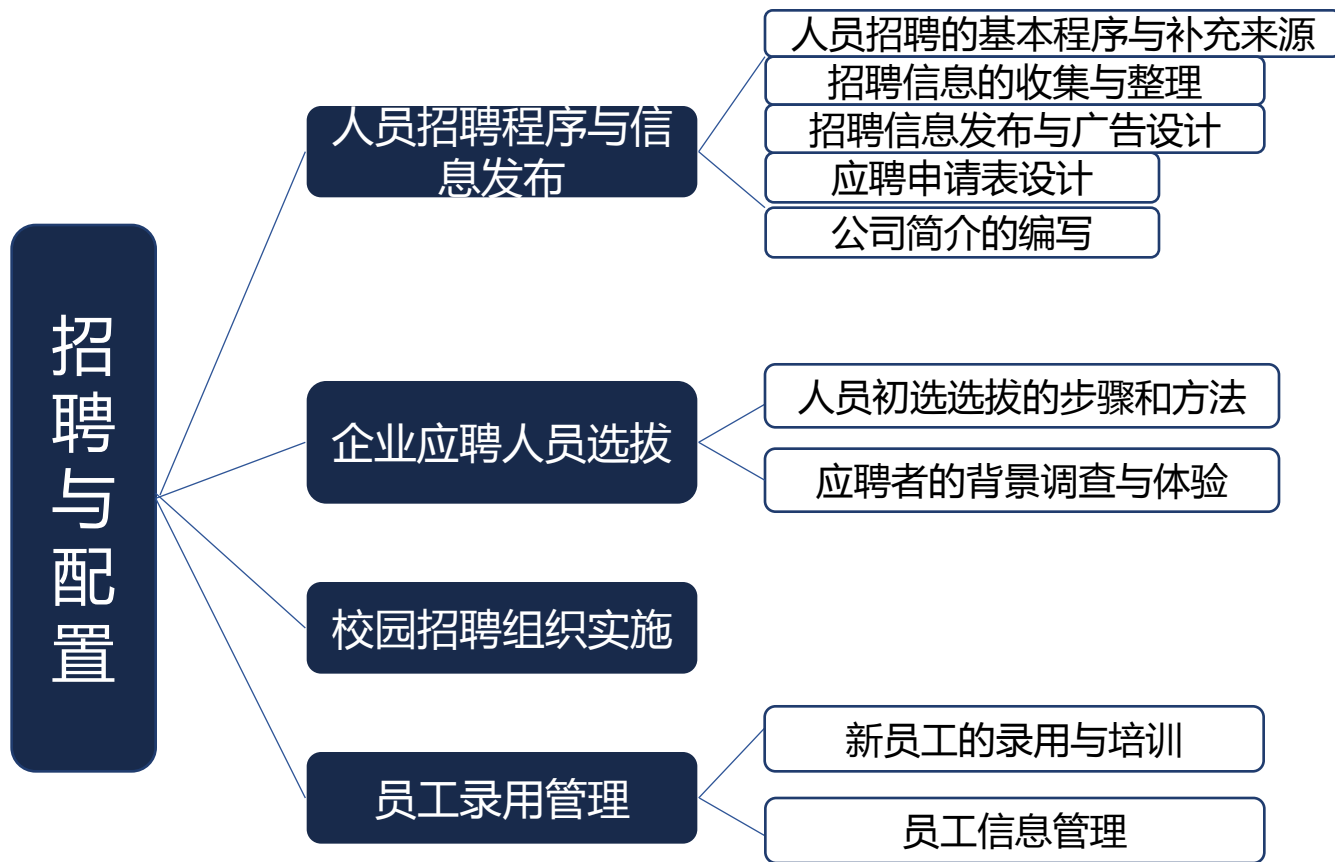 招聘与配置
人员招聘程序与信
息发布
人员招聘的基本程序与补充来源
招聘信息的收集与整理
招聘信息发布与广告设计
应聘申请表设计
公司简介的编写
企业应聘人员选拔
人员初选选拔的步骤和方法
应聘者的背景调查与体验
校园招聘组织实施
员工录用管理
新员工的录用与培训
员工信息管理